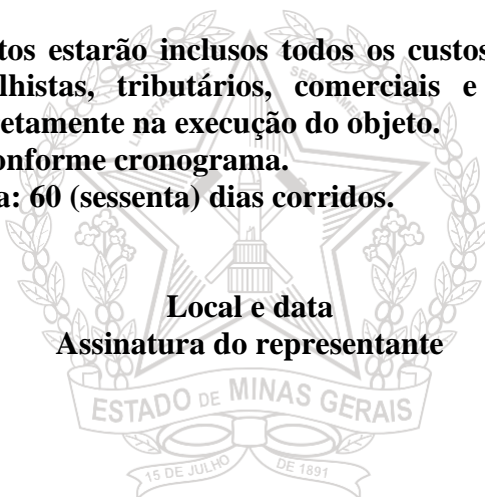 tos estarão inclusos todos os custos
lhistas, tributários, comerciais e
etamente na execução do objeto.
onforme cronograma.
a: 60 (sessenta) dias corridos.
Local e data
Assinatura do representante
ESTADO DE MINAS GERAIS
15 DE JULHO DE 1891